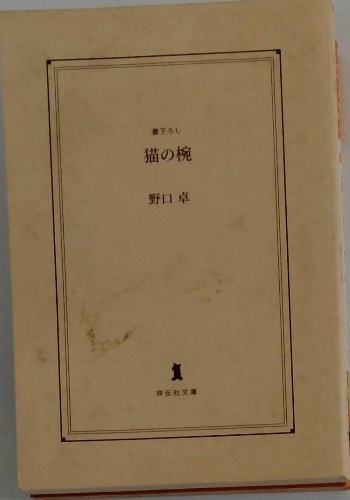 書下ろし
猫の椀
野口 卓
祥伝社文庫